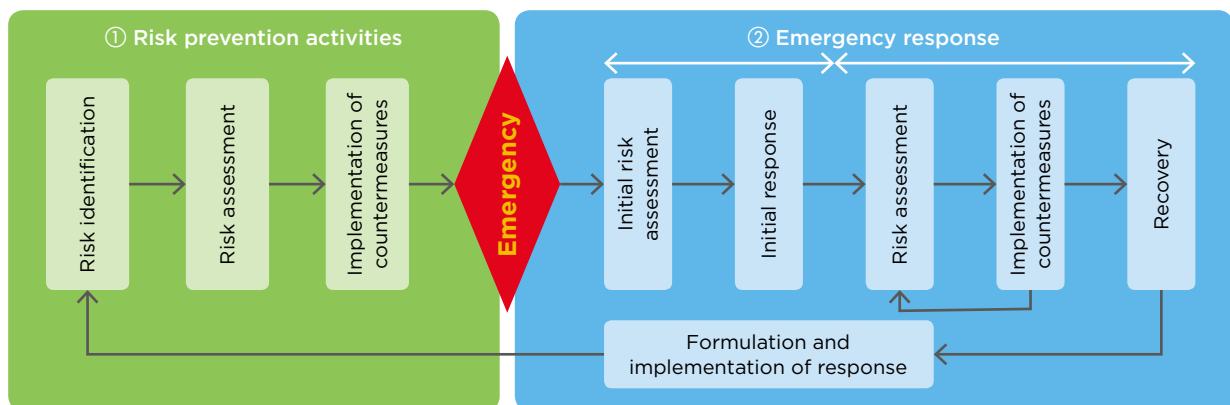 ① Risk prevention activities
Risk identification
Risk assessment
Implementation of
countermeasures
Emergency
② Emergency response
Initial risk
assessment
Initial response
Risk assessment
Implementation of
countermeasures
Recovery
Formulation and
implementation of response